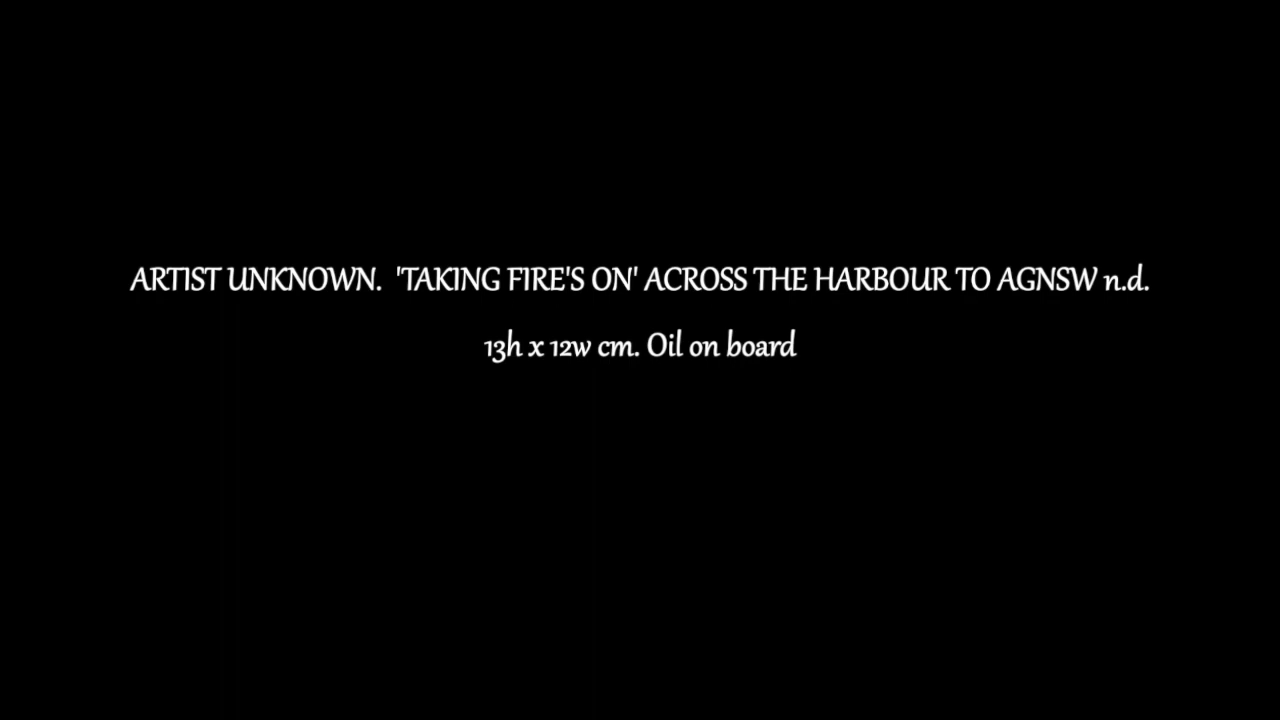 ARTIST UNKNOWN.  'TAKING FIRE'S ON' ACROSS THE HARBOUR TO AGNSW n.d.
13h x 12w cm. Oil on board